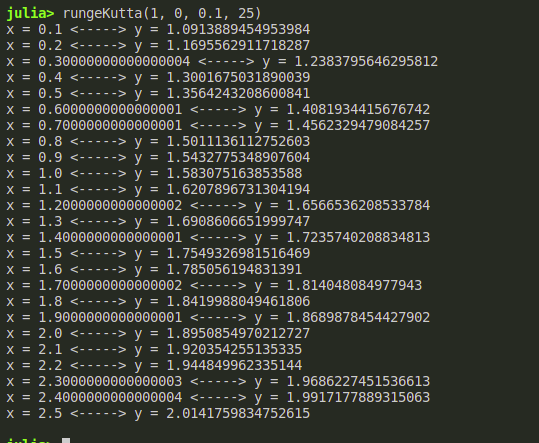 julia> rungeKutta(1, 0, 0.1, 25)
x = 0.1 <-----> y = 1.0913889454953984
x = 0.2 <-----> y = 1.1695562911718287
x = 0.30000000000000004 <-----> y = 1.2383795646295812
x = 0.4 <-----> y = 1.3001675031890039
x = 0.5 <-----> y = 1.3564243208600841
x = 0.6000000000000001 <-----> y = 1.4081934415676742
x = 0.7000000000000001 <-----> y = 1.4562329479084257
x = 0.8 <-----> y = 1.5011136112752603
x = 0.9 <-----> y = 1.5432775348907604
x = 1.0 <-----> y = 1.583075163853588
x = 1.1 <-----> y = 1.6207896731304194
x = 1.2000000000000002 <-----> y = 1.6566536208533784
x = 1.3 <-----> y = 1.6908606651999747
x = 1.4000000000000001 <-----> y = 1.7235740208834813
x = 1.5 <-----> y = 1.7549326981516469
x = 1.6 <-----> y = 1.785056194831391
x = 1.7000000000000002 <-----> y = 1.814048084977943
x = 1.8 <-----> y = 1.8419988049461806
x = 1.9000000000000001 <-----> y = 1.8689878454427902
x = 2.0 <-----> y = 1.8950854970212727
x = 2.1 <-----> y = 1.920354255135335
x = 2.2 <-----> y = 1.944849962335144
x = 2.3000000000000003 <-----> y = 1.9686227451536613
x = 2.4000000000000004 <-----> y = 1.9917177889315063
x = 2.5 <-----> y = 2.0141759834752615
julia>